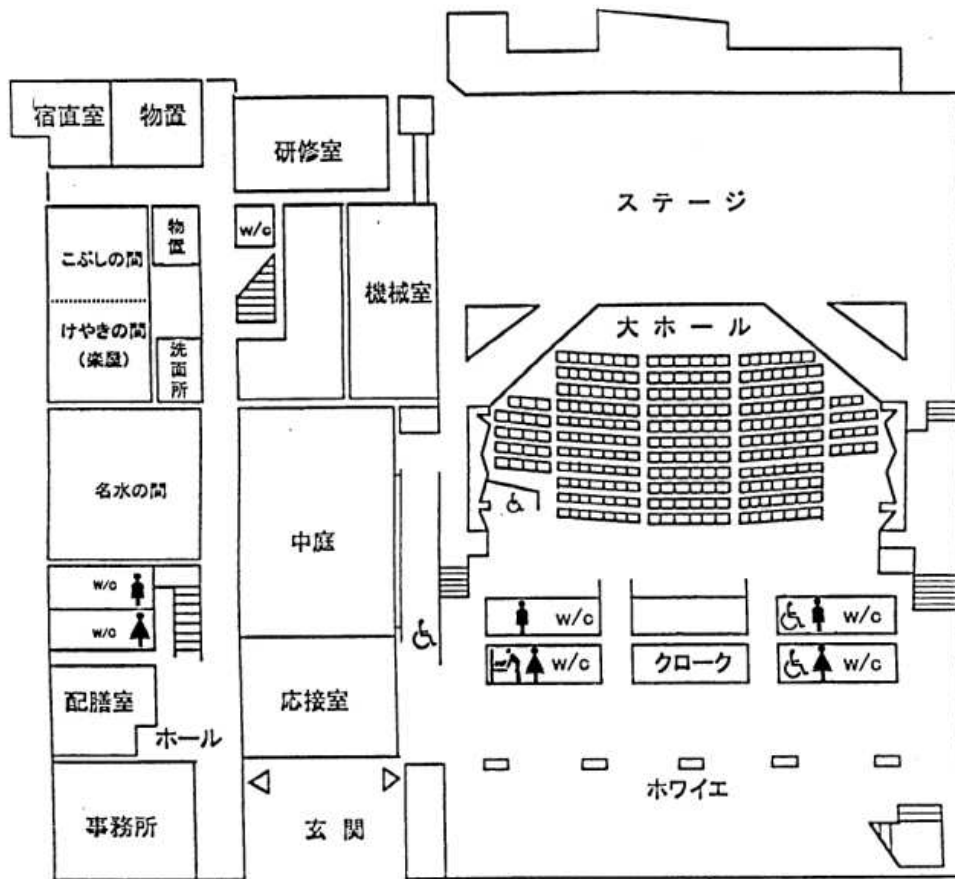 宿直室
物置
研修室
ステージ
物置
w/c
こぶしの間
けやきの間
(楽屋)
洗面所
機械室
大ホール
名水の間
中庭
w/c
w/c
w/c
w/c
w/c
w/c
クローク
配膳室
応接室
ホール
ホワイエ
事務所
玄関